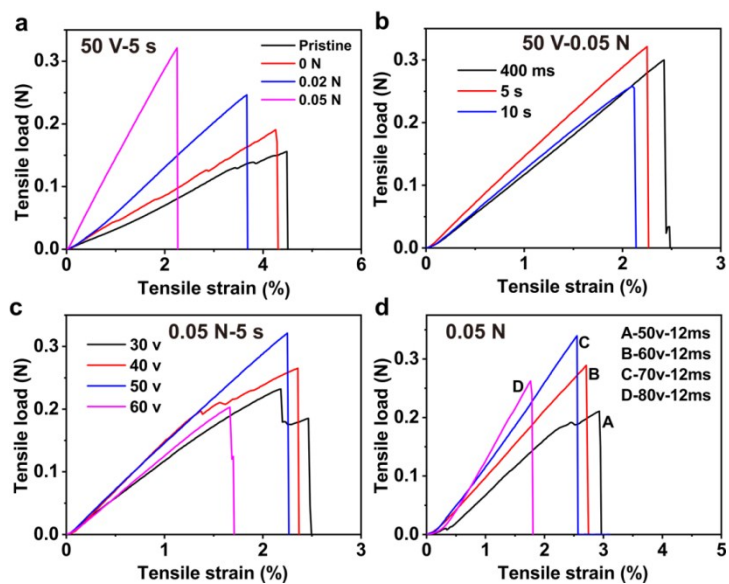 a
50 V-5 s
Pristine
0 N
0.02 N
0.05 N
Tensile load (N)
0.3
0.2
0.1
0.0
0
2
4
6
Tensile strain (%)
b
50 V-0.05 N
400 ms
5 s
10 s
Tensile load (N)
0.3
0.2
0.1
0.0
0
1
2
3
Tensile strain (%)
c
0.05 N-5 s
30 v
40 v
50 v
60 v
Tensile load (N)
0.3
0.2
0.1
0.0
0
1
2
3
Tensile strain (%)
d
0.05 N
A-50v-12ms
B-60v-12ms
C-70v-12ms
D-80v-12ms
C
B
D
A
Tensile load (N)
0.3
0.2
0.1
0.0
0
1
2
3
4
5
Tensile strain (%)